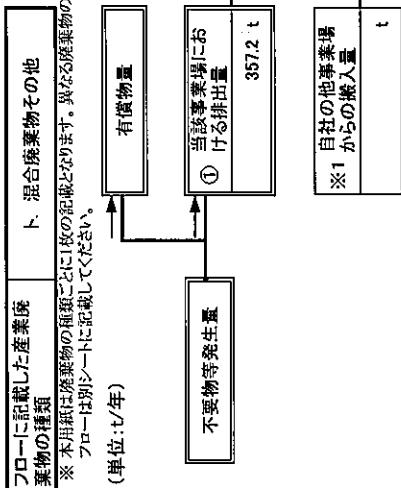 フローに記載した産業廃
棄物の種類
ト. 混合廃棄物その他
※ 本用紙は廃棄物の種類ごとに1枚の記載となります。異なる廃棄物の
フローは別シートに記載してください。
(単位:t/年)
有償物量
不要物等発生量
①
当該事業場にお
ける排出量
357.2 t
※1
自社の他事業場
からの搬入量
t